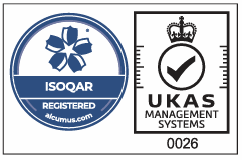 ISOQAR
REGISTERED
alcumus.com
UKAS
MANAGEMENT
SYSTEMS
0026